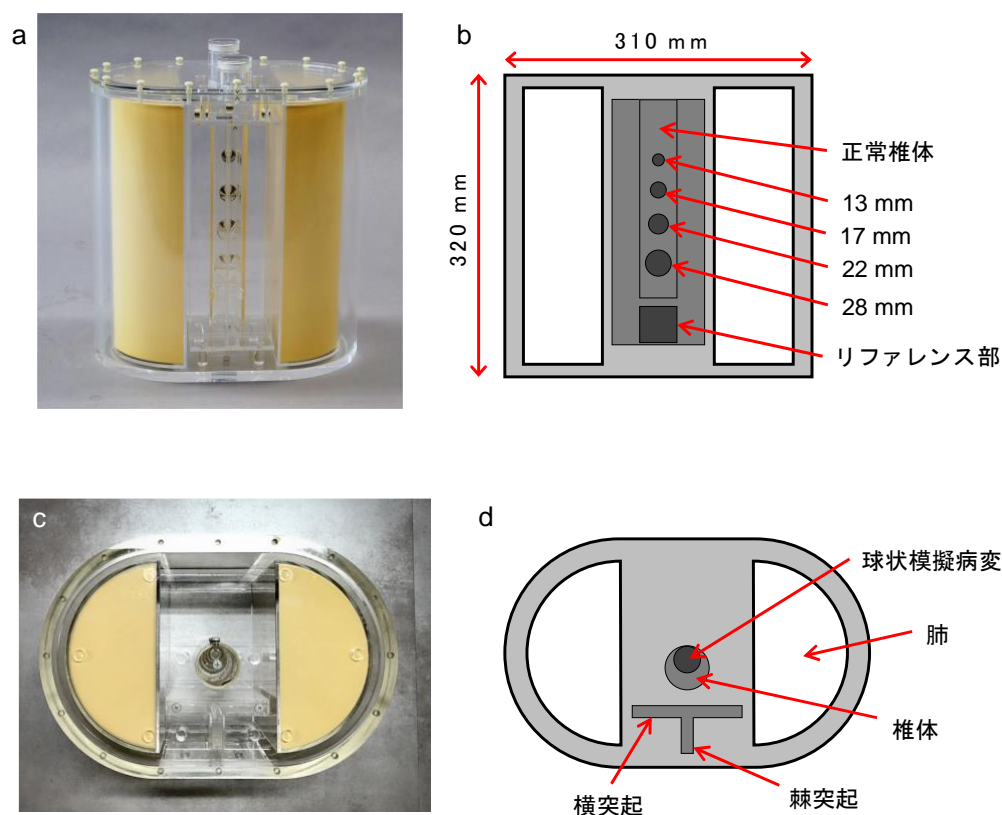 a
b
310 mm
320 mm
正常椎体
13 mm
17 mm
22 mm
28 mm
リファレンス部
c
d
球状模擬病変
肺
椎体
横突起
棘突起